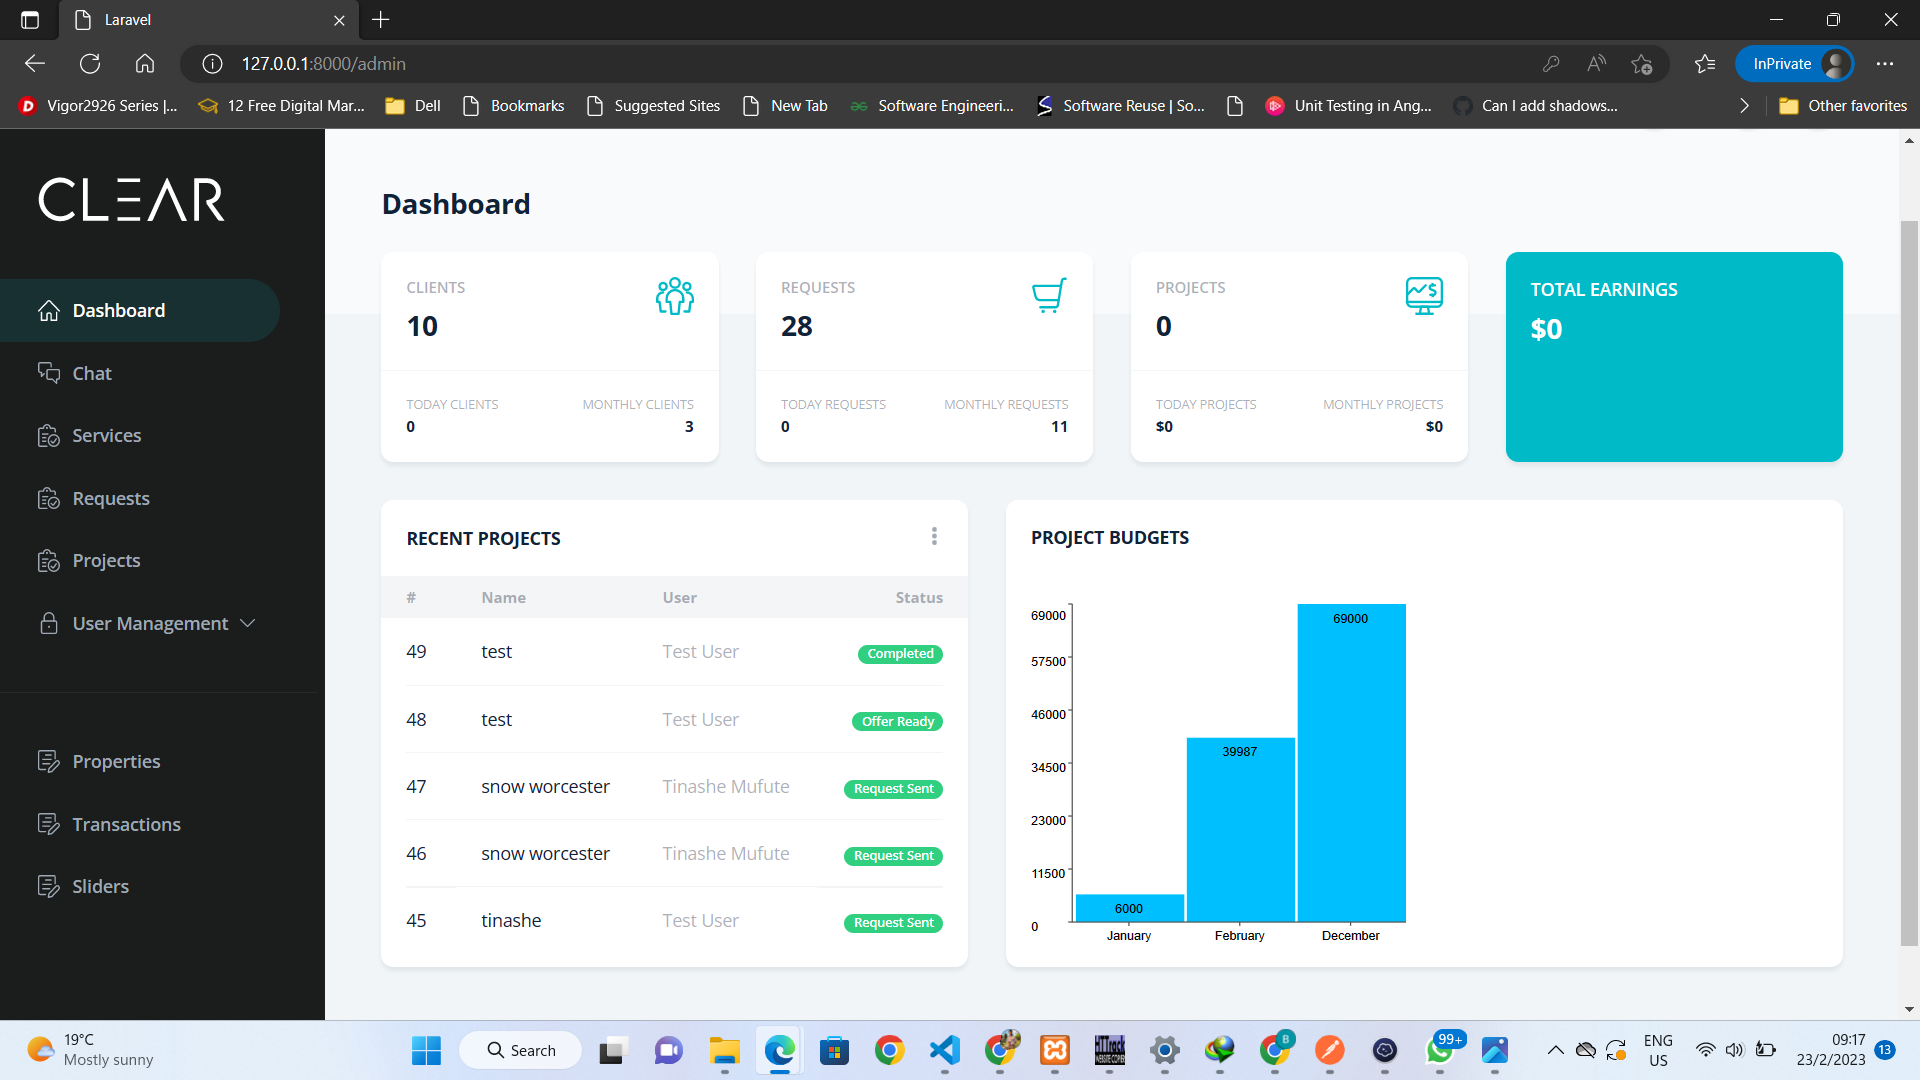 Laravel
127.0.0.1:8000/admin
InPrivate
Vigor2926 Series |...
12 Free Digital Mar...
Dell
Bookmarks
Suggested Sites
New Tab
Software Engineeri...
Software Reuse | So...
Unit Testing in Ang...
Can I add shadows...
Other favorites
CLEAR
Dashboard
Chat
Services
Requests
Projects
User Management
Properties
Transactions
Sliders
Dashboard
CLIENTS
10
TODAY CLIENTS
0
MONTHLY CLIENTS
3
REQUESTS
28
TODAY REQUESTS
0
MONTHLY REQUESTS
11
PROJECTS
0
TODAY PROJECTS
$0
MONTHLY PROJECTS
$0
TOTAL EARNINGS
$0
RECENT PROJECTS
# Name User Status
49 test Test User Completed
48 test Test User Offer Ready
47 snow worcester Tinashe Mufute Request Sent
46 snow worcester Tinashe Mufute Request Sent
45 tinashe Test User Request Sent
PROJECT BUDGETS
69000
57500
46000
34500
23000
11500
0
6000
39987
69000
January
February
December
19°C
Mostly sunny
Search
HTTrack
WEBSITE COPIER
B
99+
ENG
US
09:17
23/2/2023
13